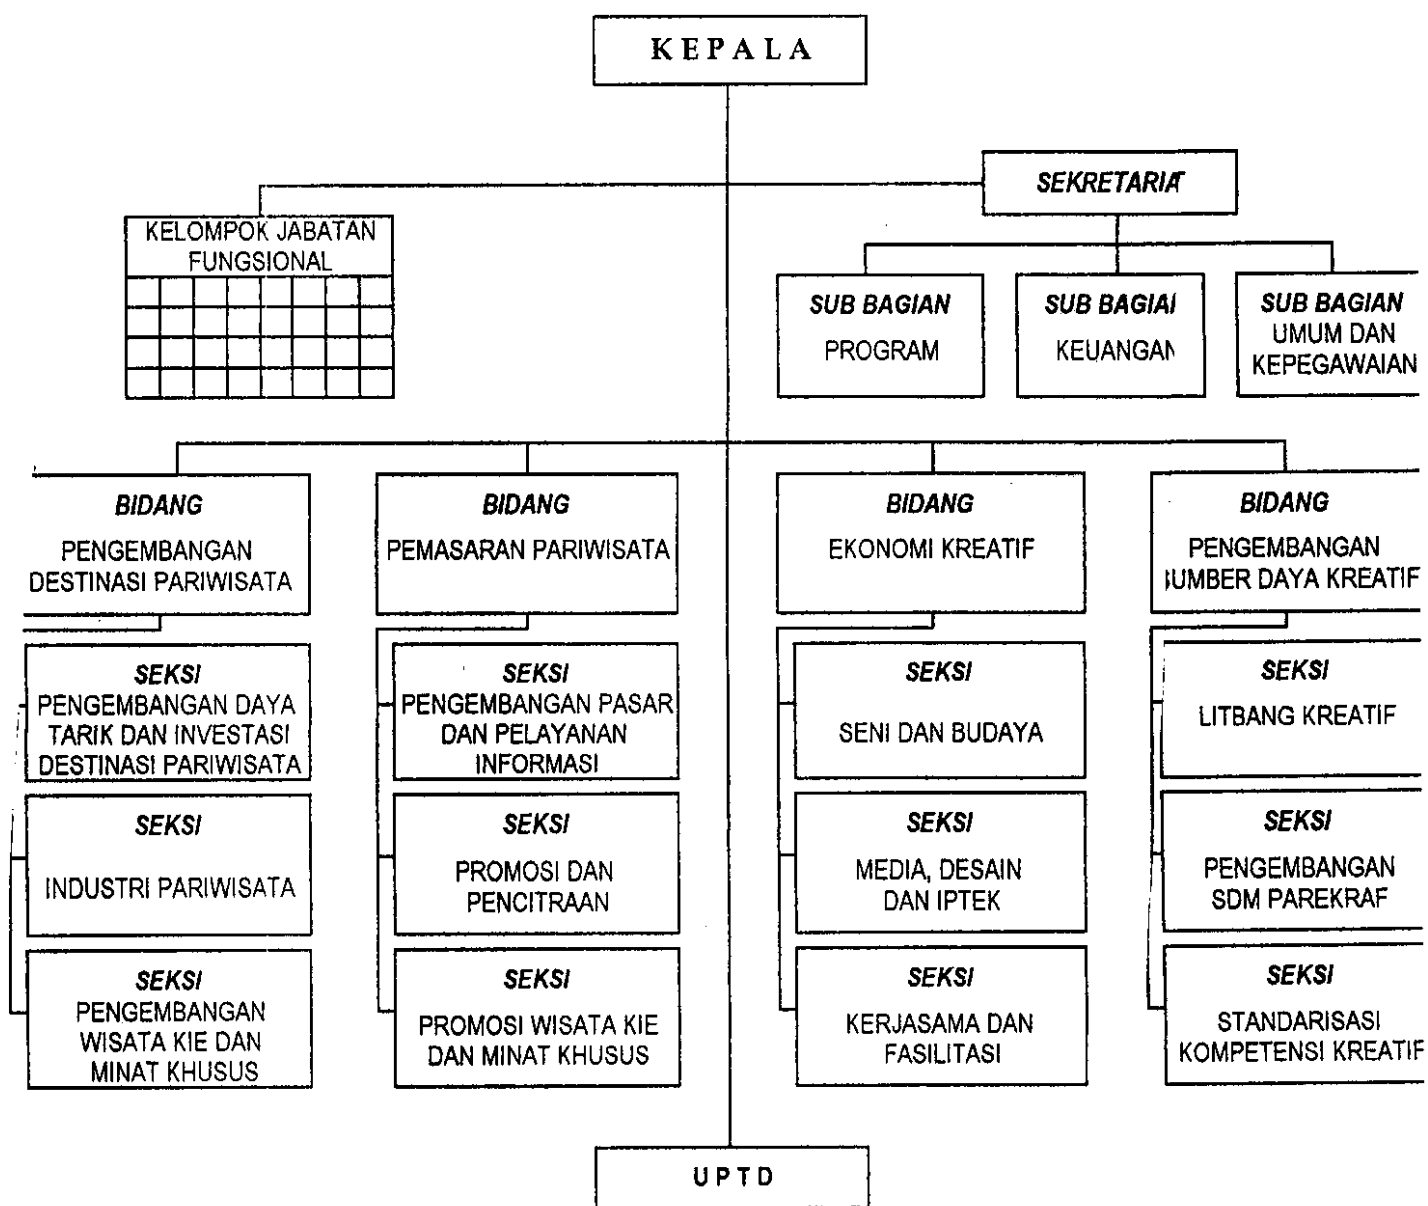 KEPALA
SEKRETARIAT
KELOMPOK JABATAN
FUNGSIONAL
SUB BAGIAN
PROGRAM
SUB BAGIAI
KEUANGAN
SUB BAGIAN
UMUM DAN
KEPEGAWAIAN
BIDANG
PENGEMBANGAN
DESTINASI PARIWISATA
BIDANG
PEMASARAN PARIWISATA
BIDANG
EKONOMI KREATIF
BIDANG
PENGEMBANGAN
UMBER DAYA KREATIF
SEKSI
PENGEMBANGAN DAYA
TARIK DAN INVESTASI
DESTINASI PARIWISATA
SEKSI
PENGEMBANGAN PASAR
DAN PELAYANAN
INFORMASI
SEKSI
SENI DAN BUDAYA
SEKSI
LITBANG KREATIF
SEKSI
INDUSTRI PARIWISATA
SEKSI
PROMOSI DAN
PENCITRAAN
SEKSI
MEDIA, DESAIN
DAN IPTEK
SEKSI
PENGEMBANGAN
SDM PAREKRAF
SEKSI
PENGEMBANGAN
WISATA KIE DAN
MINAT KHUSUS
SEKSI
PROMOSI WISATA KIE
DAN MINAT KHUSUS
SEKSI
KERJASAMA DAN
FASILITASI
SEKSI
STANDARISASI
KOMPETENSI KREATIF
UPTD